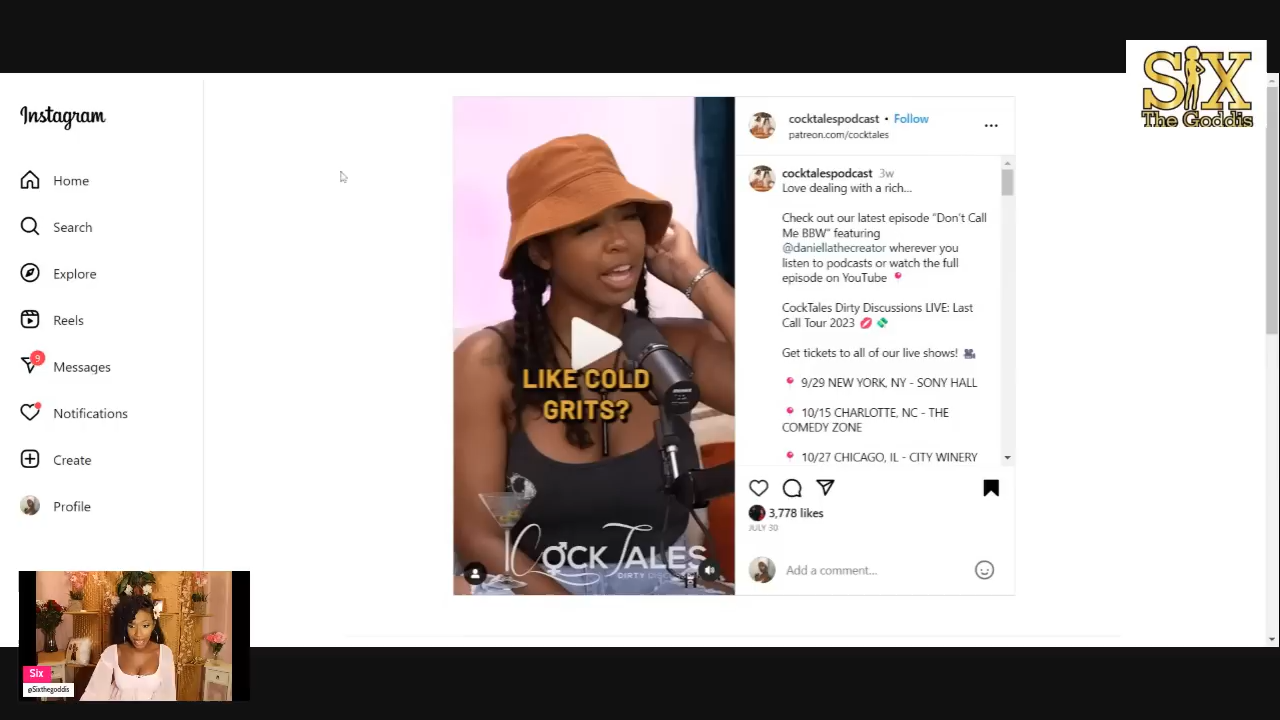 SIX
The Goddis
Instagram
Home
Search
Explore
Reels
9
Messages
Notifications
Create
Profile
LIKE COLD
GRITS?
COCKTALES
cocktalespodcast • Follow
patreon.com/cocktales
...
cocktalespodcast 3w
Love dealing with a rich...
Check out our latest episode “Don’t Call
Me BBW” featuring
@daniellathecreator wherever you
listen to podcasts or watch the full
episode on YouTube
CockTales Dirty Discussions LIVE: Last
Call Tour 2023
Get tickets to all of our live shows!
9/29 NEW YORK, NY - SONY HALL
10/15 CHARLOTTE, NC - THE
COMEDY ZONE
10/27 CHICAGO, IL - CITY WINERY
3,778 likes
JULY 30
Add a comment...
Six
@Sixthegoddis